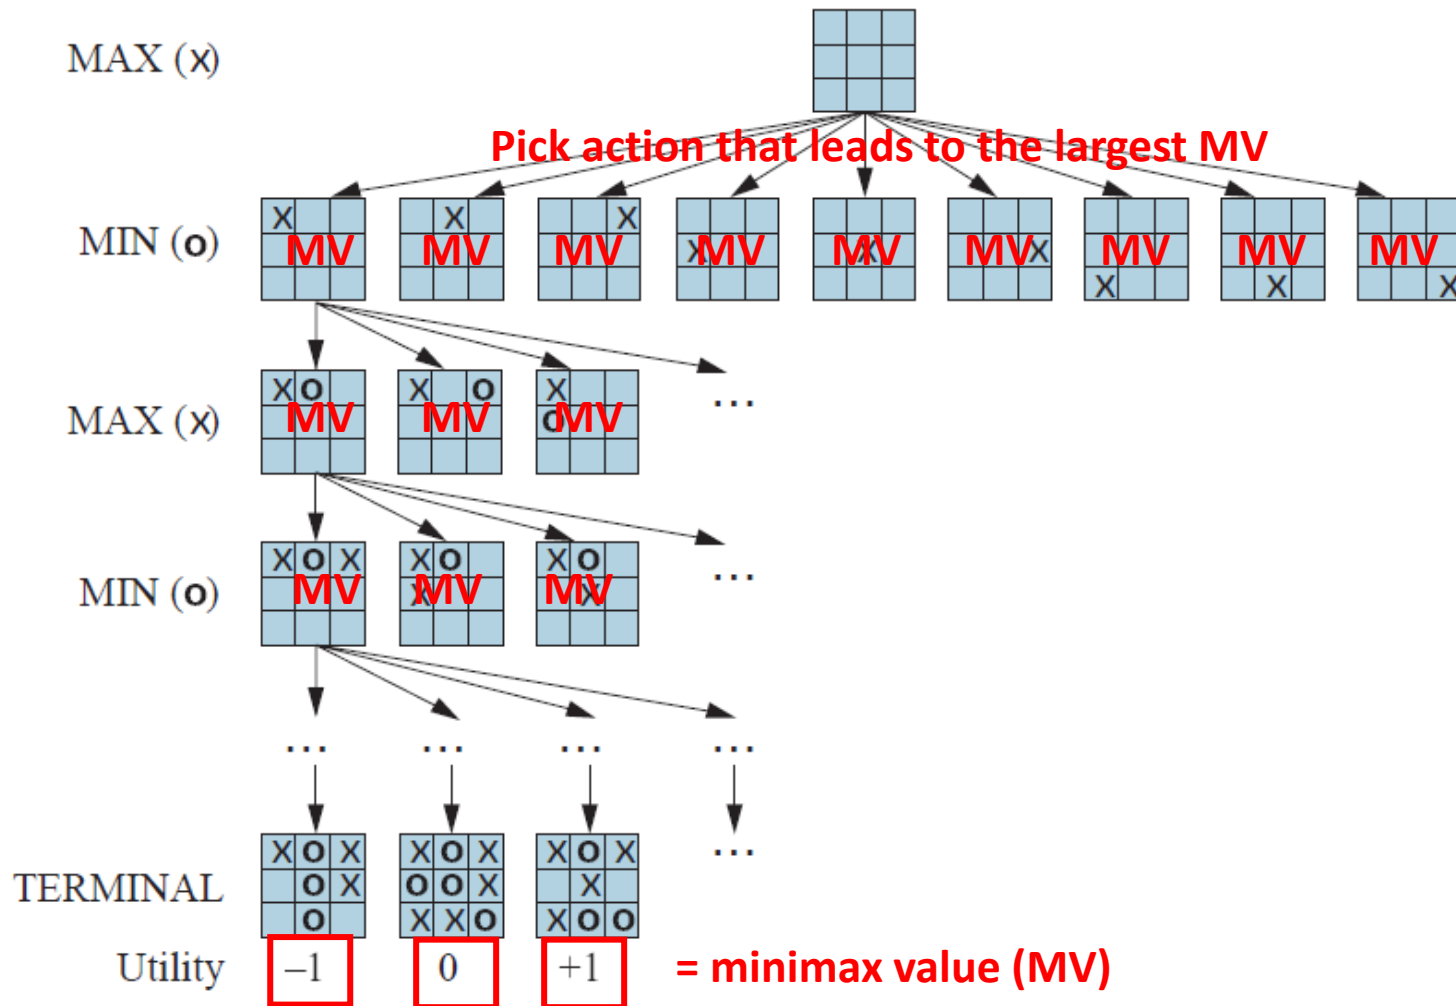 MAX (X)
Pick action that leads to the largest MV
MIN (O)
X X X X X X X X X
MV MV MV MV MV MV MV MV MV
MAX (X)
X O X O X
O
MV MV MV
...
MIN (O)
X O X X O X O
X X
MV MV MV
...
... ... ... ...
TERMINAL
X O X X O X X O X
O X O O X X
O X X O X O O
...
Utility -1 0 +1 = minimax value (MV)